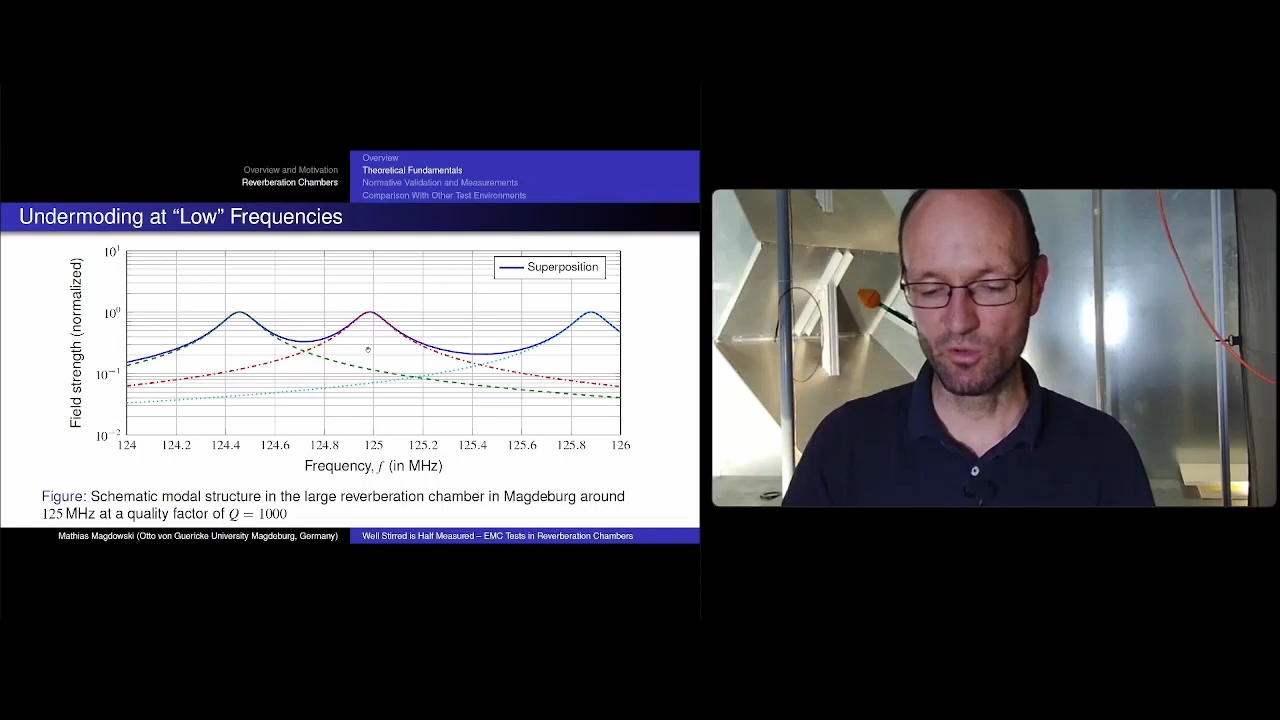 Overview and Motivation
Reverberation Chambers
Overview
Theoretical Fundamentals
Normative Validation and Measurements
Comparison With Other Test Environments
Undermoding at “Low” Frequencies
Field strength (normalized)
10¹
10⁰
10⁻¹
10⁻²
Superposition
124 124.2 124.4 124.6 124.8 125 125.2 125.4 125.6 125.8 126
Frequency, f (in MHz)
Figure: Schematic modal structure in the large reverberation chamber in Magdeburg around
125 MHz at a quality factor of Q = 1000
Mathias Magdowski (Otto von Guericke University Magdeburg, Germany)
Well Stirred is Half Measured – EMC Tests in Reverberation Chambers